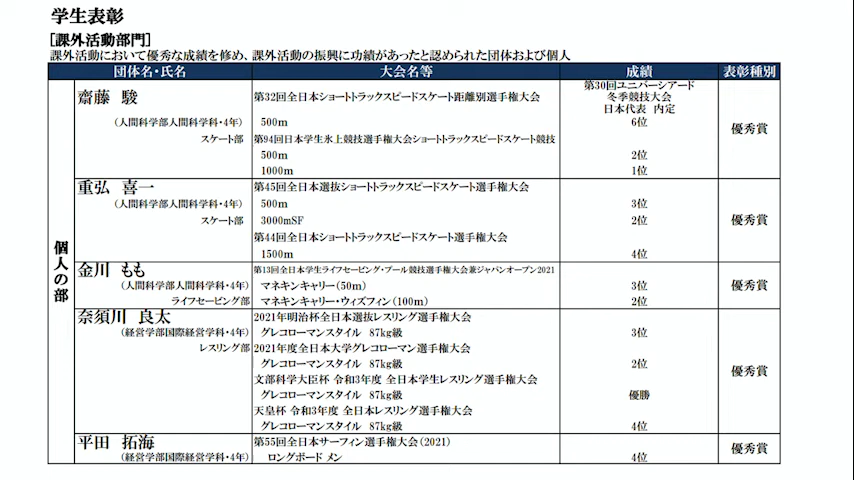 学生表彰
[課外活動部門]
課外活動において優秀な成績を修め、課外活動の振興に功績があったと認められた団体および個人
団体名・氏名 大会名等 成績 表彰種別
個人の部
齋藤 駿 第32回全日本ショートトラックスピードスケート距離別選手権大会 第30回ユニバーシアード
冬季競技大会
日本代表 内定
(人間科学部人間科学科・4年) 500m 6位
優秀賞
スケート部 第94回日本学生氷上競技選手権大会ショートトラックスピードスケート競技
500m 2位
1000m 1位
重弘 喜一 第45回全日本選抜ショートトラックスピードスケート選手権大会
(人間科学部人間科学科・4年) 500m 3位
スケート部 3000mSF 2位 優秀賞
第44回全日本ショートトラックスピードスケート選手権大会
1500m 4位
金川 もも 第13回全日本学生ライフセービング・プール競技選手権大会兼ジャパンオープン2021
(人間科学部人間科学科・4年) マネキンキャリー(50m) 3位 優秀賞
ライフセービング部 マネキンキャリー・ウィズフィン(100m) 2位
奈須川 良太 2021年明治杯全日本選抜レスリング選手権大会
(経営学部国際経営学科・4年) グレコローマンスタイル 87kg級 3位
レスリング部 2021年度全日本大学グレコローマン選手権大会
グレコローマンスタイル 87kg級 2位 優秀賞
文部科学大臣杯 令和3年度 全日本学生レスリング選手権大会
グレコローマンスタイル 87kg級 優勝
天皇杯 令和3年度 全日本レスリング選手権大会
グレコローマンスタイル 87kg級 4位
平田 拓海 第55回全日本サーフィン選手権大会(2021) 優秀賞
(経営学部国際経営学科・4年) ロングボード メン 4位